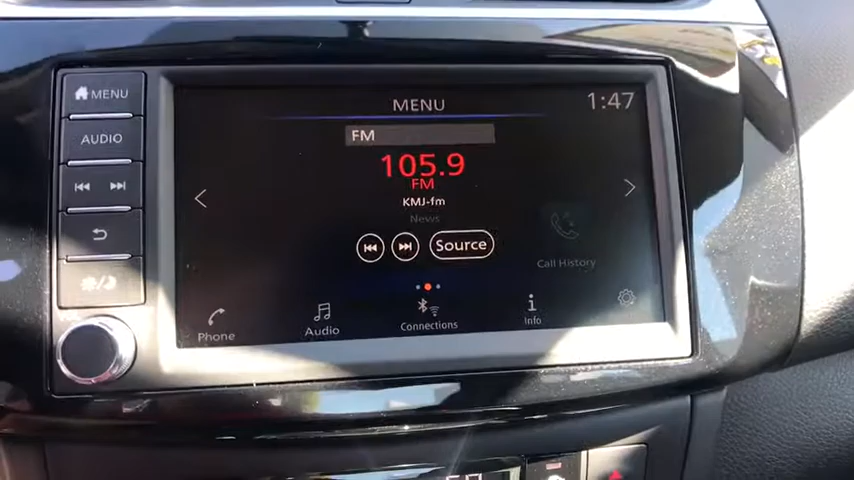 MENU
MENU
1:47
FM
AUDIO
105.9
FM
KMJ-fm
News
Source
Call History
Phone
Audio
Connections
Info
VOL